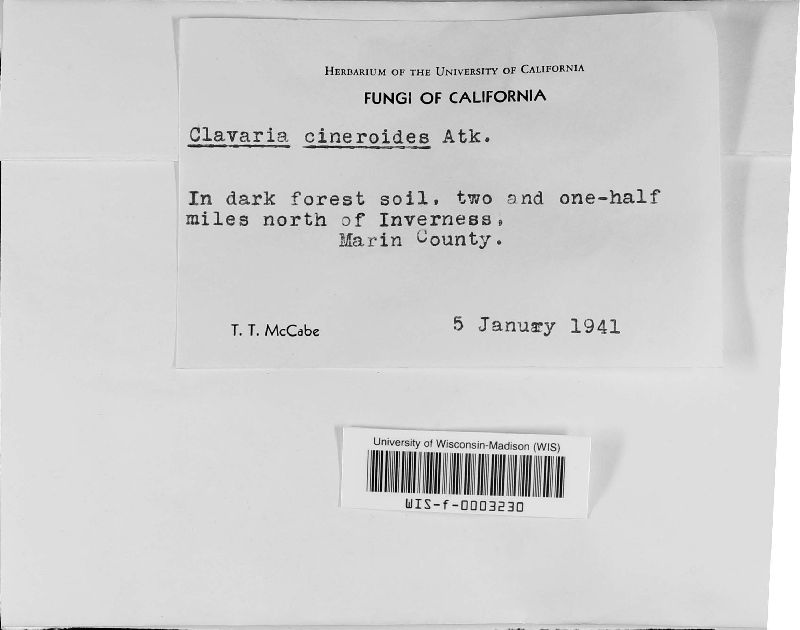 HERBARIUM OF THE UNIVERSITY OF CALIFORNIA
FUNGI OF CALIFORNIA
Clavaria cineroides Atk.
In dark forest soil, two and one-half
miles north of Inverness,
Marin County.
T. T. McCabe 5 Janury 1941
University of Wisconsin-Madison (WIS)
WIS-f-0003230